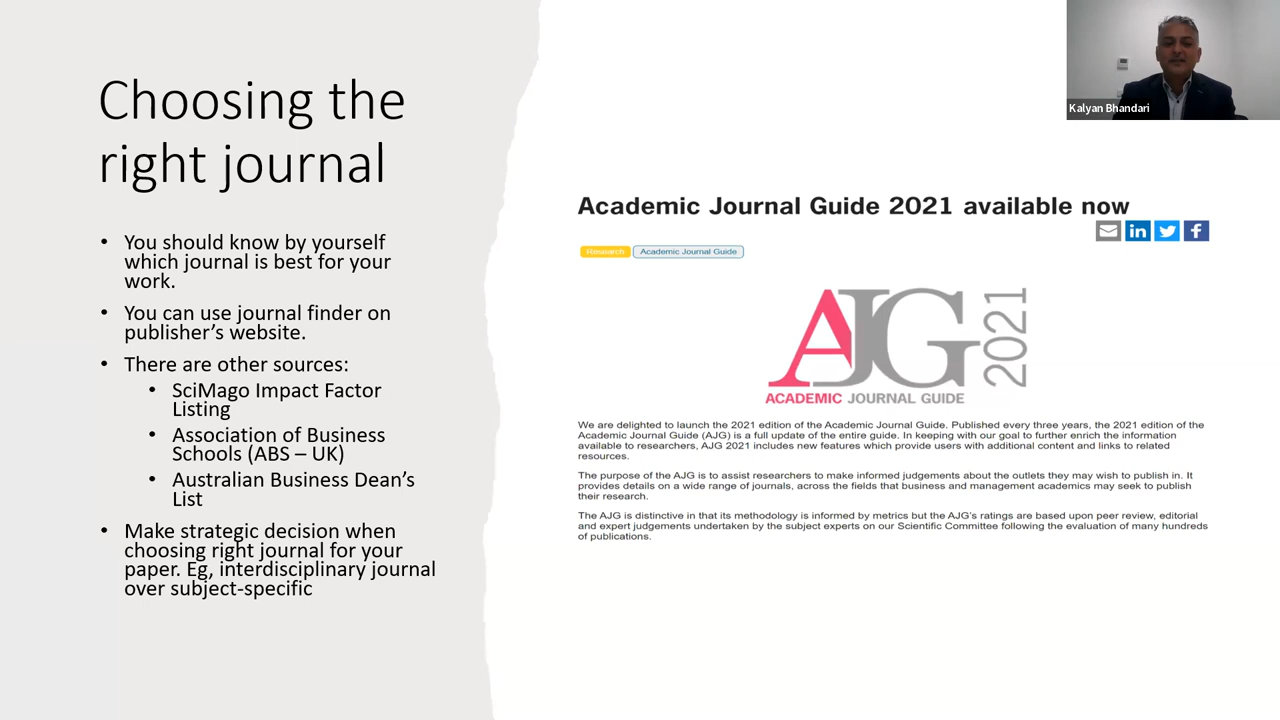 Choosing the
right journal
• You should know by yourself
which journal is best for your
work.
• You can use journal finder on
publisher’s website.
• There are other sources:
• SciMago Impact Factor
Listing
• Association of Business
Schools (ABS – UK)
• Australian Business Dean’s
List
• Make strategic decision when
choosing right journal for your
paper. Eg, interdisciplinary journal
over subject-specific
Kalyan Bhandari
Academic Journal Guide 2021 available now
in f
Research Academic Journal Guide
AJG 2021
ACADEMIC JOURNAL GUIDE
We are delighted to launch the 2021 edition of the Academic Journal Guide. Published every three years, the 2021 edition of the
Academic Journal Guide (AJG) is a full update of the entire guide. In keeping with our goal to further enrich the information
available to researchers, AJG 2021 includes new features which provide users with additional content and links to related
resources.
The purpose of the AJG is to assist researchers to make informed judgements about the outlets they may wish to publish in. It
provides details on a wide range of journals, across the fields that business and management academics may seek to publish
their research.
The AJG is distinctive in that its methodology is informed by metrics but the AJG’s ratings are based upon peer review, editorial
and expert judgements undertaken by the subject experts on our Scientific Committee following the evaluation of many hundreds
of publications.